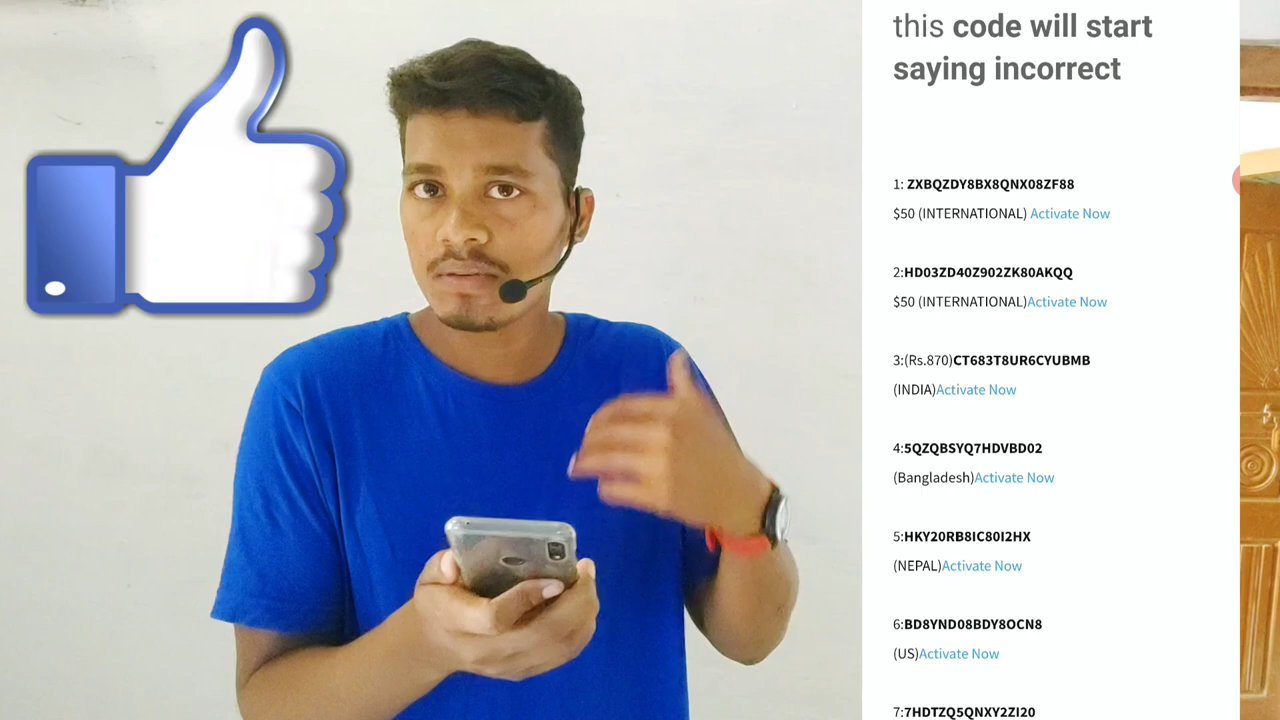 this code will start
saying incorrect
1: ZXBQZDY8BX8QNX08ZF88
$50 (INTERNATIONAL) Activate Now
2:HD03ZD40Z902ZK80AKQQ
$50 (INTERNATIONAL)Activate Now
3:(Rs.870)CT683T8UR6CYUBMB
(INDIA)Activate Now
4:5QZQBSYQ7HDVBD02
(Bangladesh)Activate Now
5:HKY20RB8IC80I2HX
(NEPAL)Activate Now
6:BD8YND08BDY8OCN8
(US)Activate Now
7:7HDTZQ5QNXY2ZI20